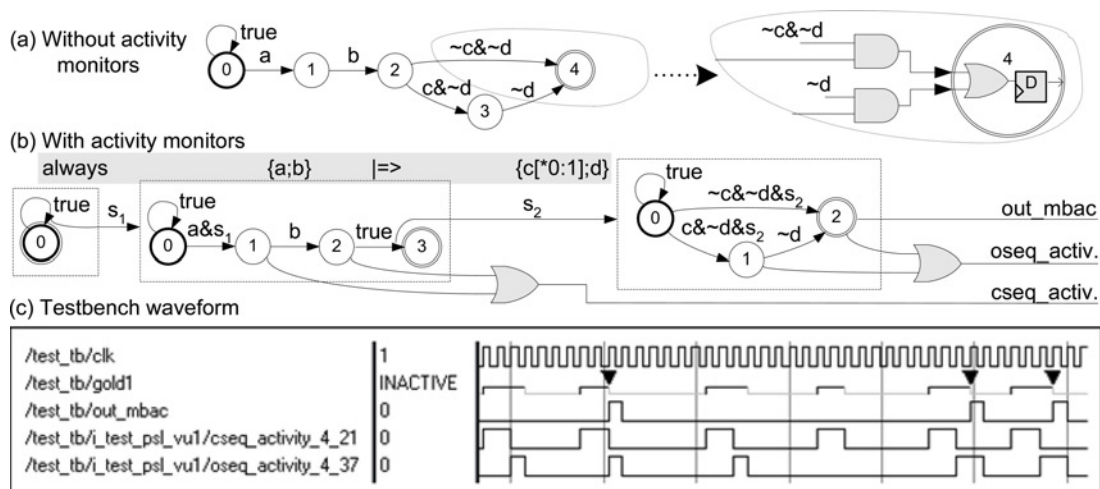 (a) Without activity monitors
true
0
a
1
b
2
~c&~d
c&~d
3
~d
4
~c&~d
~d
4
D
(b) With activity monitors
always {a;b} |=> {c[*0:1];d}
true
0
s1
true
0
a&s1
1
b
2
true
3
s2
true
0
~c&~d&s2
c&~d&s2
1
~d
2
out_mbac
oseq_activ.
cseq_activ.
(c) Testbench waveform
/test_tb/clk 1
/test_tb/gold1 INACTIVE
/test_tb/out_mbac 0
/test_tb/i_test_psl_vu1/cseq_activity_4_21 0
/test_tb/i_test_psl_vu1/oseq_activity_4_37 0